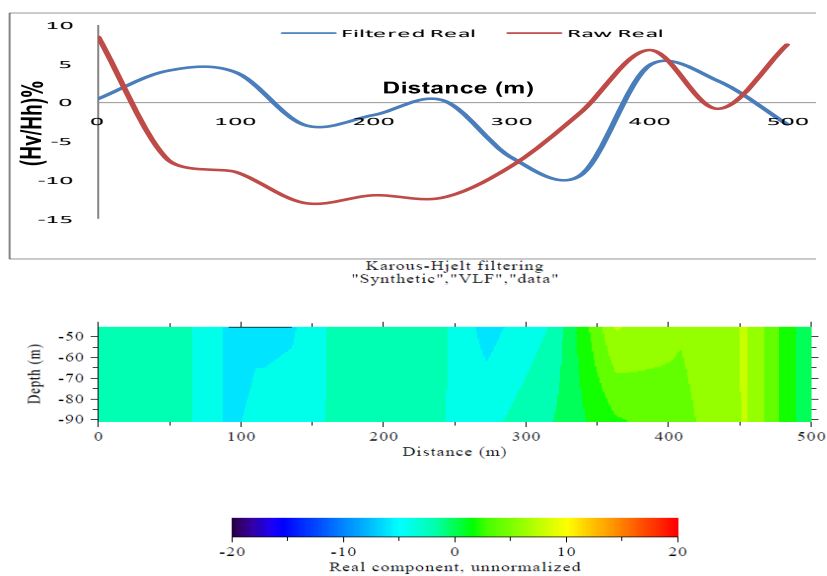 10
Filtered Real Raw Real
5
Distance (m)
0
0 100 200 300 400 500
-5
(Hv/Hh)%
-10
-15
Karous-Hjelt filtering
"Synthetic","VLF","data"
-50
-60
-70
-80
-90
Depth (m)
0 100 200 300 400 500
Distance (m)
-20 -10 0 10 20
Real component, unnormalized